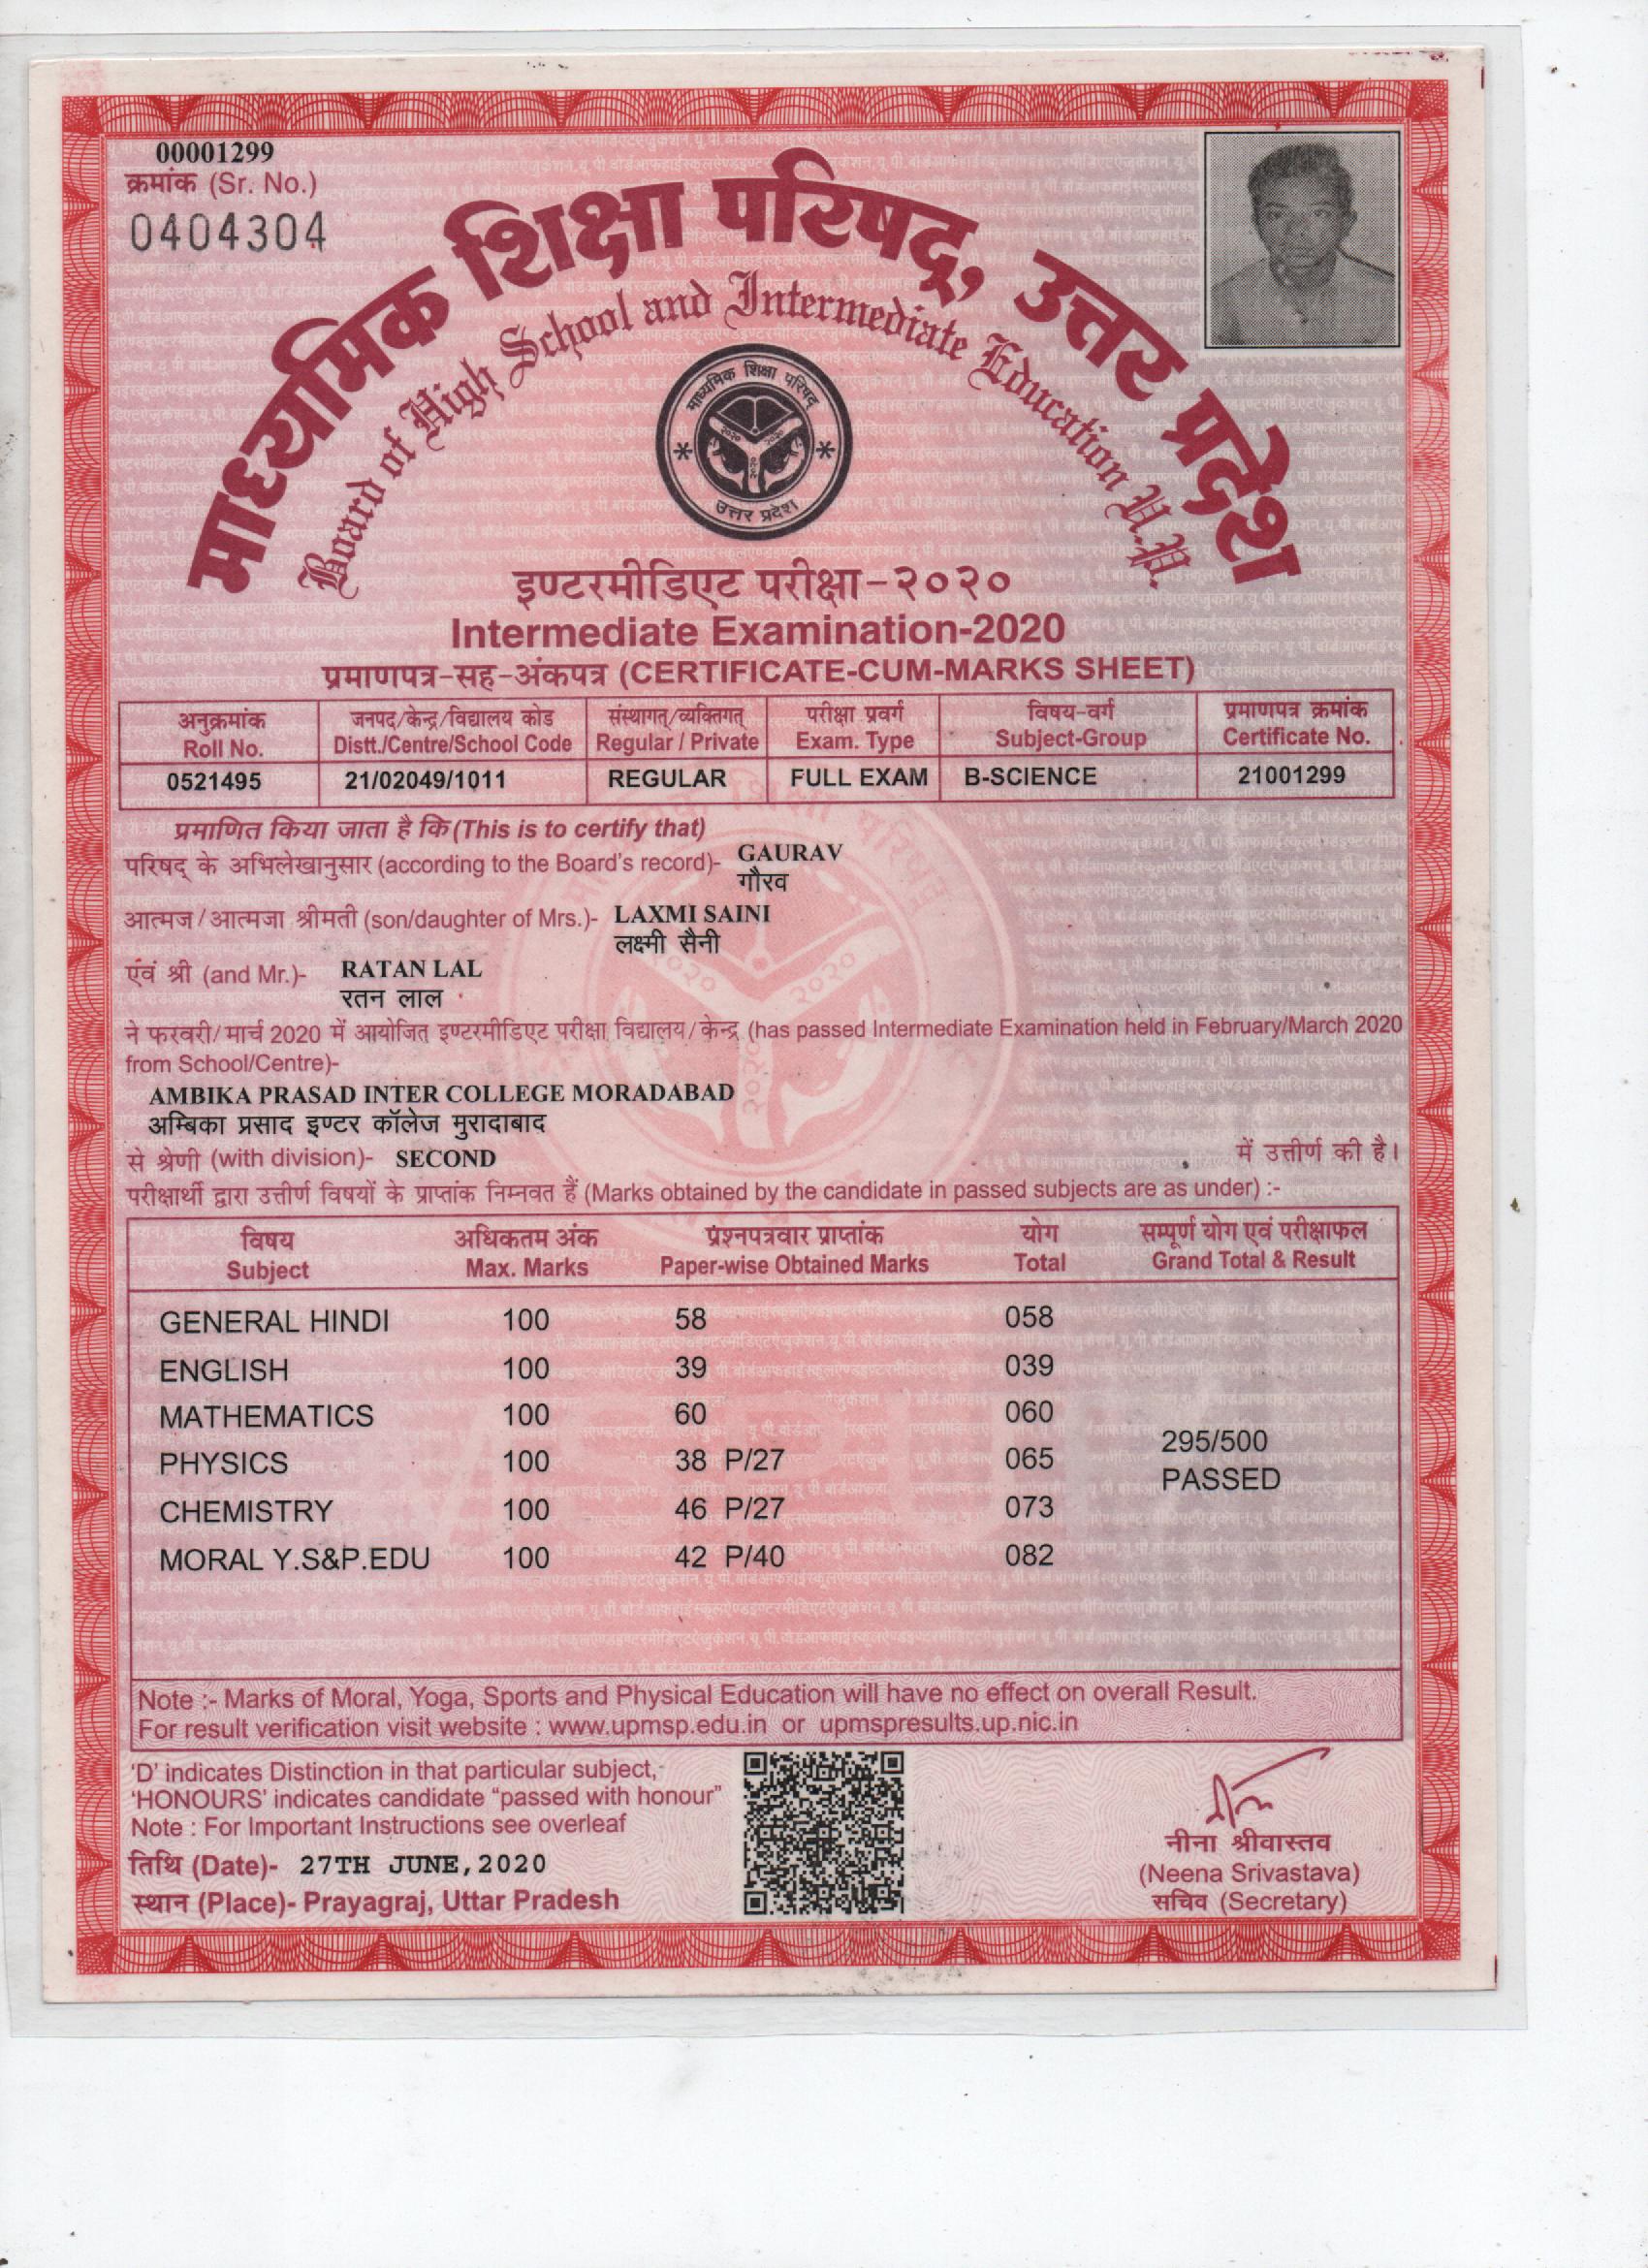 00001299
क्रमांक (Sr. No.)
0404304
माध्यमिक शिक्षा परिषद्, उत्तर प्रदेश
Board of High School and Intermediate Education U.P.
माध्यमिक शिक्षा परिषद्
२०२० २०२०
२०२०
उत्तर प्रदेश
इण्टरमीडिएट परीक्षा-२०२०
Intermediate Examination-2020
प्रमाणपत्र-सह-अंकपत्र (CERTIFICATE-CUM-MARKS SHEET)
अनुक्रमांक जनपद/केन्द्र/विद्यालय कोड संस्थागत्/व्यक्तिगत् परीक्षा प्रवर्ग विषय-वर्ग प्रमाणपत्र क्रमांक
Roll No. Distt./Centre/School Code Regular / Private Exam. Type Subject-Group Certificate No.
0521495 21/02049/1011 REGULAR FULL EXAM B-SCIENCE 21001299
प्रमाणित किया जाता है कि (This is to certify that)
परिषद् के अभिलेखानुसार (according to the Board's record)- GAURAV
गौरव
आत्मज/आत्मजा श्रीमती (son/daughter of Mrs.)- LAXMI SAINI
लक्ष्मी सैनी
एंव श्री (and Mr.)- RATAN LAL
रतन लाल
ने फरवरी/मार्च 2020 में आयोजित इण्टरमीडिएट परीक्षा विद्यालय/केन्द्र (has passed Intermediate Examination held in February/March 2020
from School/Centre)-
AMBIKA PRASAD INTER COLLEGE MORADABAD
अम्बिका प्रसाद इण्टर कॉलेज मुरादाबाद
से श्रेणी (with division)- SECOND में उत्तीर्ण की है।
परीक्षार्थी द्वारा उत्तीर्ण विषयों के प्राप्तांक निम्नवत हैं (Marks obtained by the candidate in passed subjects are as under) :-
विषय अधिकतम अंक प्रंश्नपत्रवार प्राप्तांक योग सम्पूर्ण योग एवं परीक्षाफल
Subject Max. Marks Paper-wise Obtained Marks Total Grand Total & Result
GENERAL HINDI 100 58 058
ENGLISH 100 39 039
MATHEMATICS 100 60 060
295/500
PHYSICS 100 38 P/27 065
PASSED
CHEMISTRY 100 46 P/27 073
MORAL Y.S&P.EDU 100 42 P/40 082
Note :- Marks of Moral, Yoga, Sports and Physical Education will have no effect on overall Result.
For result verification visit website : www.upmsp.edu.in or upmspresults.up.nic.in
'D' indicates Distinction in that particular subject,
'HONOURS' indicates candidate "passed with honour"
Note : For Important Instructions see overleaf
तिथि (Date)- 27TH JUNE,2020
स्थान (Place)- Prayagraj, Uttar Pradesh
नीना श्रीवास्तव
(Neena Srivastava)
सचिव (Secretary)